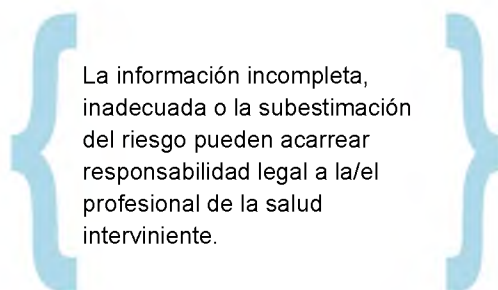 La información incompleta,
inadecuada o la subestimación
del riesgo pueden acarrear
responsabilidad legal a la/el
profesional de la salud
interviniente.